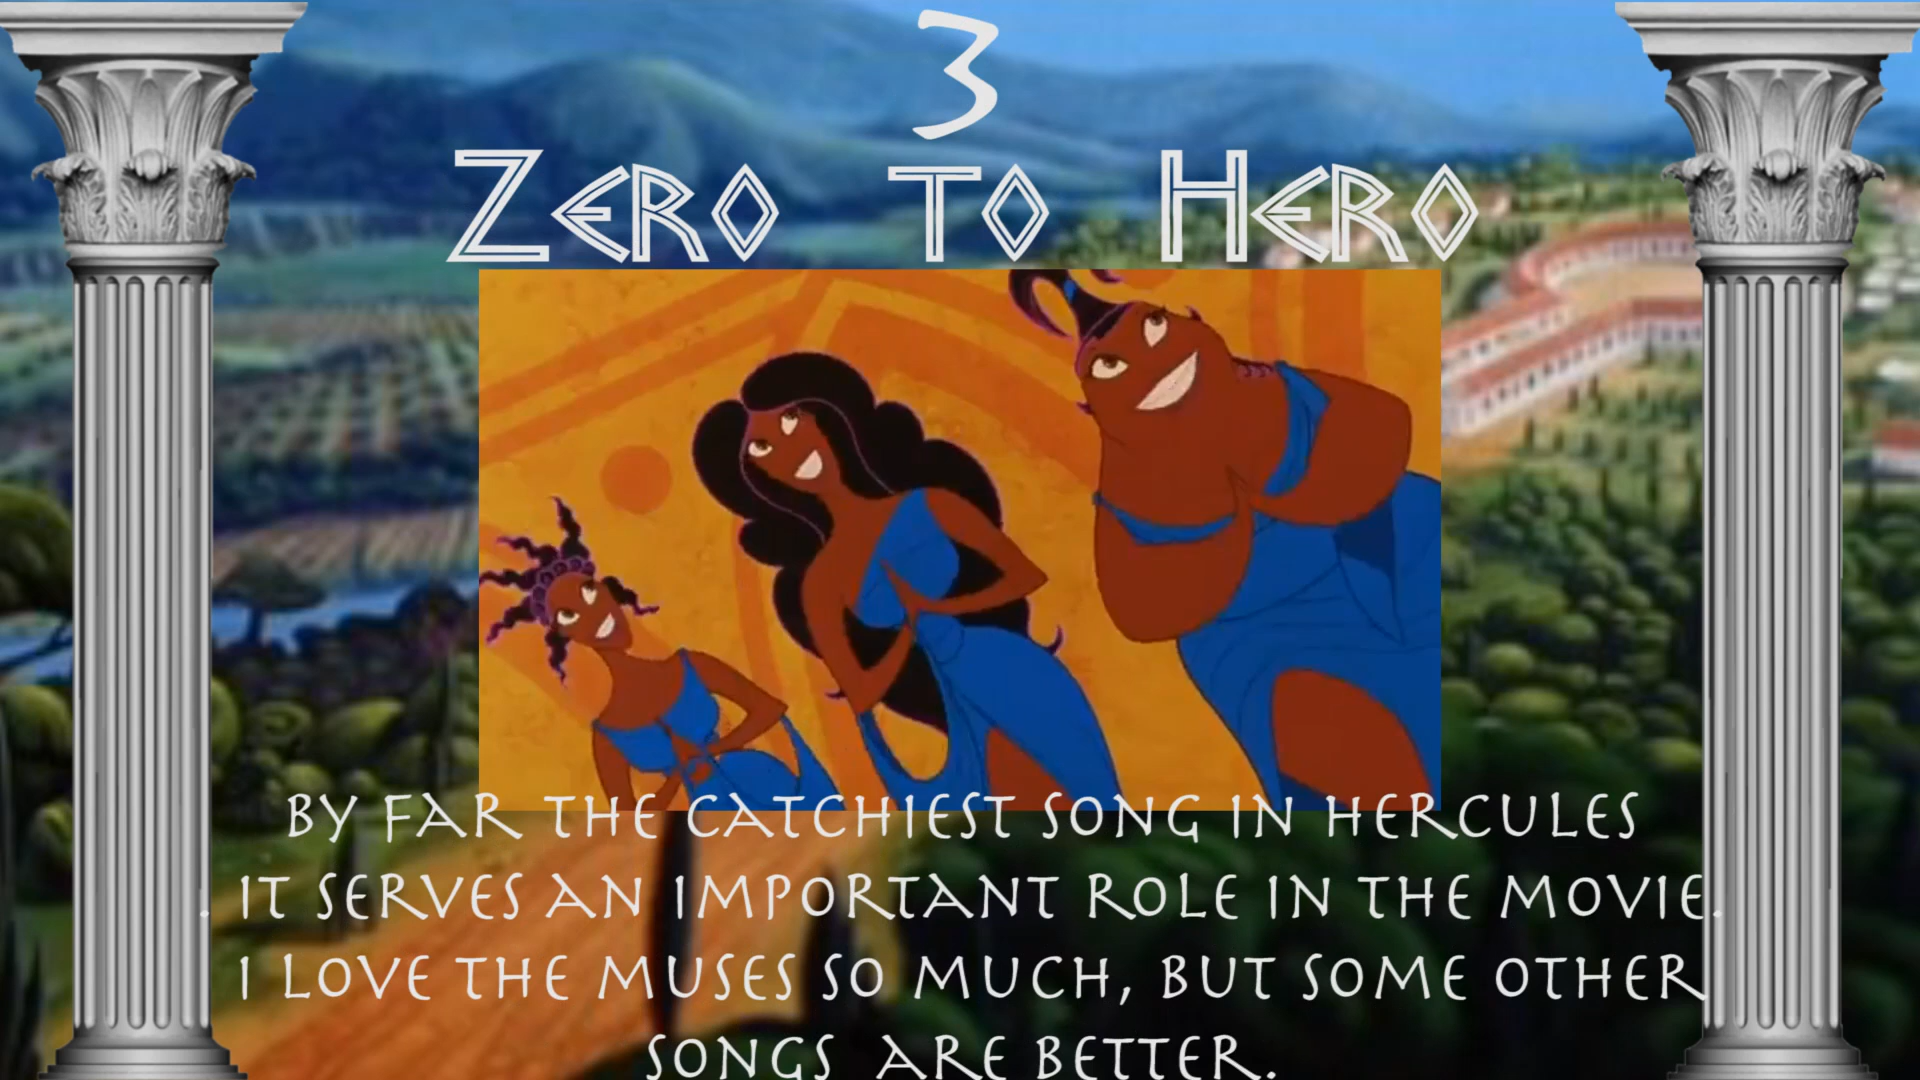 3
Zero to Hero
BY FAR THE CATCHIEST SONG IN HERCULES
. IT SERVES AN IMPORTANT ROLE IN THE MOVIE.
I LOVE THE MUSES SO MUCH, BUT SOME OTHER
SONGS ARE BETTER.